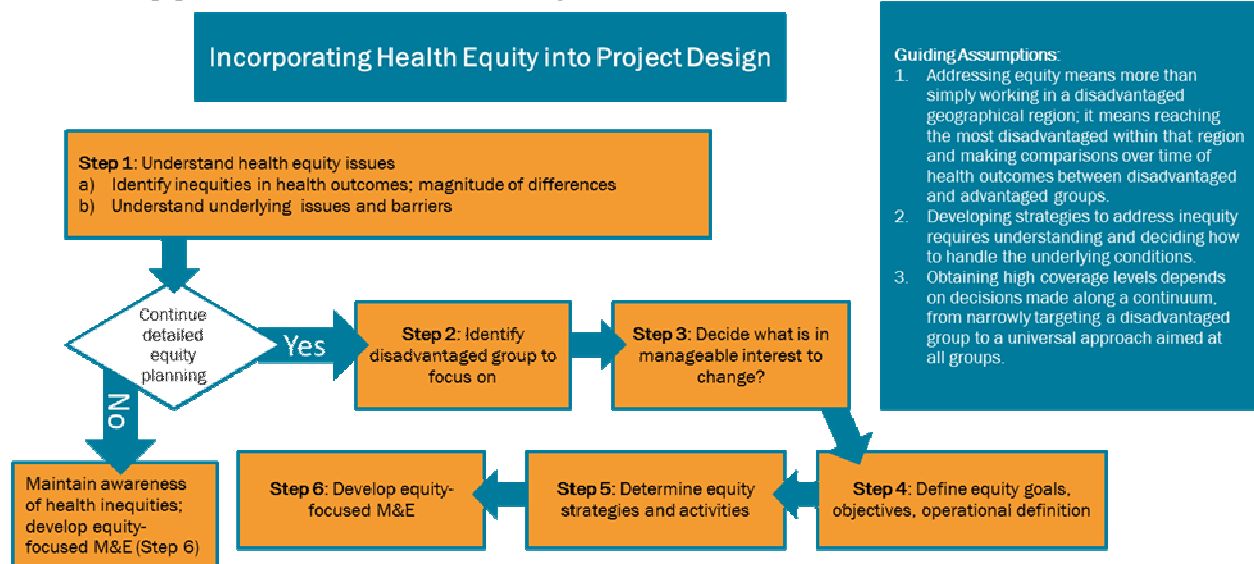 Incorporating Health Equity into Project Design
Guiding Assumptions:
1. Addressing equity means more than
simply working in a disadvantaged
geographical region; it means reaching
the most disadvantaged within that region
and making comparisons over time of
health outcomes between disadvantaged
and advantaged groups.
2. Developing strategies to address inequity
requires understanding and deciding how
to handle the underlying conditions.
3. Obtaining high coverage levels depends
on decisions made along a continuum,
from narrowly targeting a disadvantaged
group to a universal approach aimed at
all groups.
Step 1: Understand health equity issues
a) Identify inequities in health outcomes; magnitude of differences
b) Understand underlying issues and barriers
Continue
detailed
equity
planning
Yes
No
Step 2: Identify
disadvantaged group to
focus on
Step 3: Decide what is in
manageable interest to
change?
Step 4: Define equity goals,
objectives, operational definition
Step 5: Determine equity
strategies and activities
Step 6: Develop equity-
focused M&E
Maintain awareness
of health inequities;
develop equity-
focused M&E (Step 6)